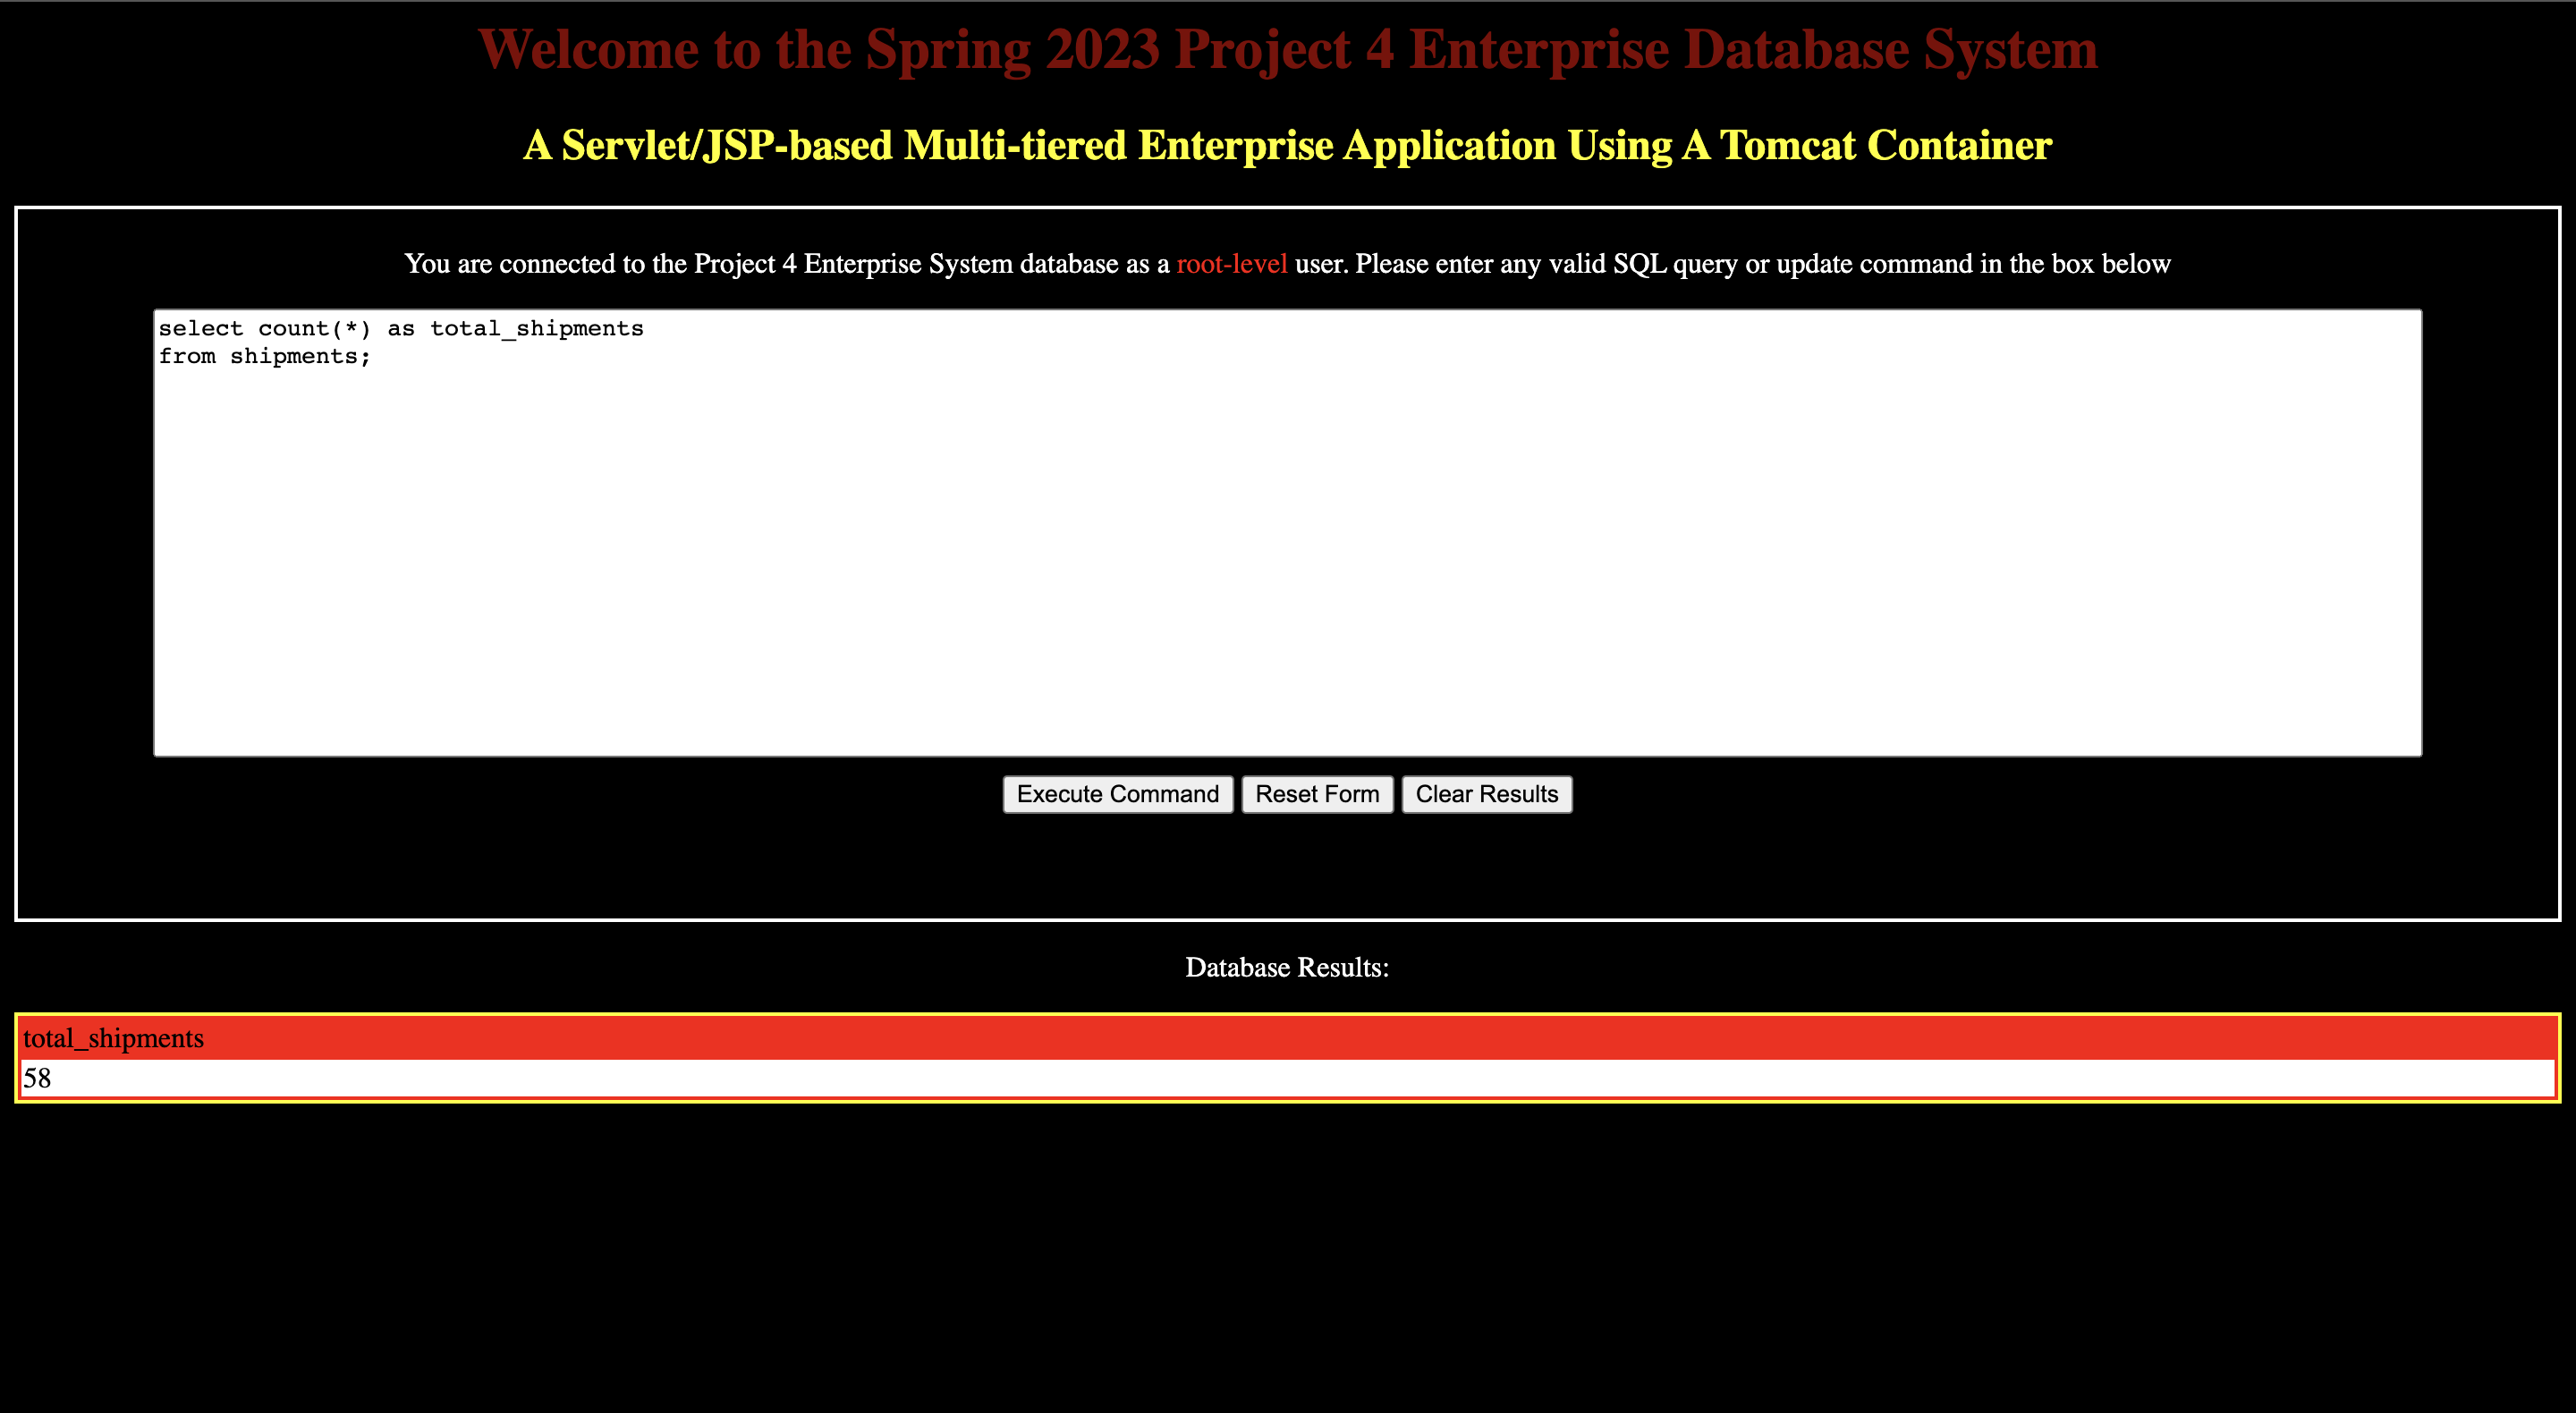 Welcome to the Spring 2023 Project 4 Enterprise Database System
A Servlet/JSP-based Multi-tiered Enterprise Application Using A Tomcat Container
You are connected to the Project 4 Enterprise System database as a root-level user. Please enter any valid SQL query or update command in the box below
select count(*) as total_shipments
from shipments;
Execute Command Reset Form Clear Results
Database Results:
total_shipments
58